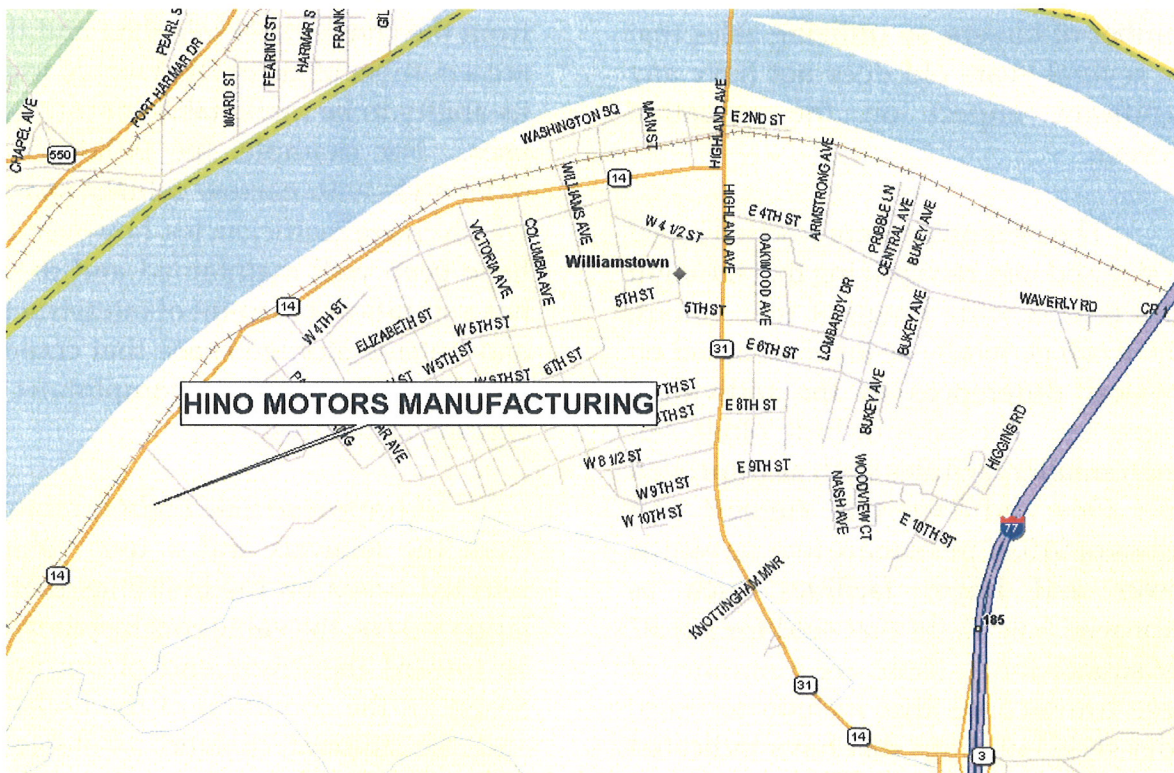 PEARL S
FORT HARMAR DR
CHAPEL AVE
550
WARD ST
FEARING ST
HARMAR S
FRANK
GIL
WASHINGTON SQ
MAIN ST
HIGHLAND AVE
E 2ND ST
14
WILLIAMS AVE
HIGHLAND AVE
E 4TH ST
ARMSTRONG AVE
PRIBBLE LN
CENTRAL AVE
BUKEY AVE
VICTORIA AVE
COLUMBIA AVE
W 4 1/2 ST
OAKWOOD AVE
Williamstown
5TH ST
5TH ST
LOMBARDY DR
BUKEY AVE
WAVERLY RD
CR
14
W 4TH ST
ELIZABETH ST
W 5TH ST
W 5TH ST
6TH ST
31
E 6TH ST
BUKEY AVE
HINO MOTORS MANUFACTURING
7TH ST
E 8TH ST
HIGGINS RD
W 8 1/2 ST
E 9TH ST
W 9TH ST
W 10TH ST
NAISH AVE
WOODVIEW CT
E 10TH ST
77
14
KNOTTINGHAM MNR
185
31
14
3